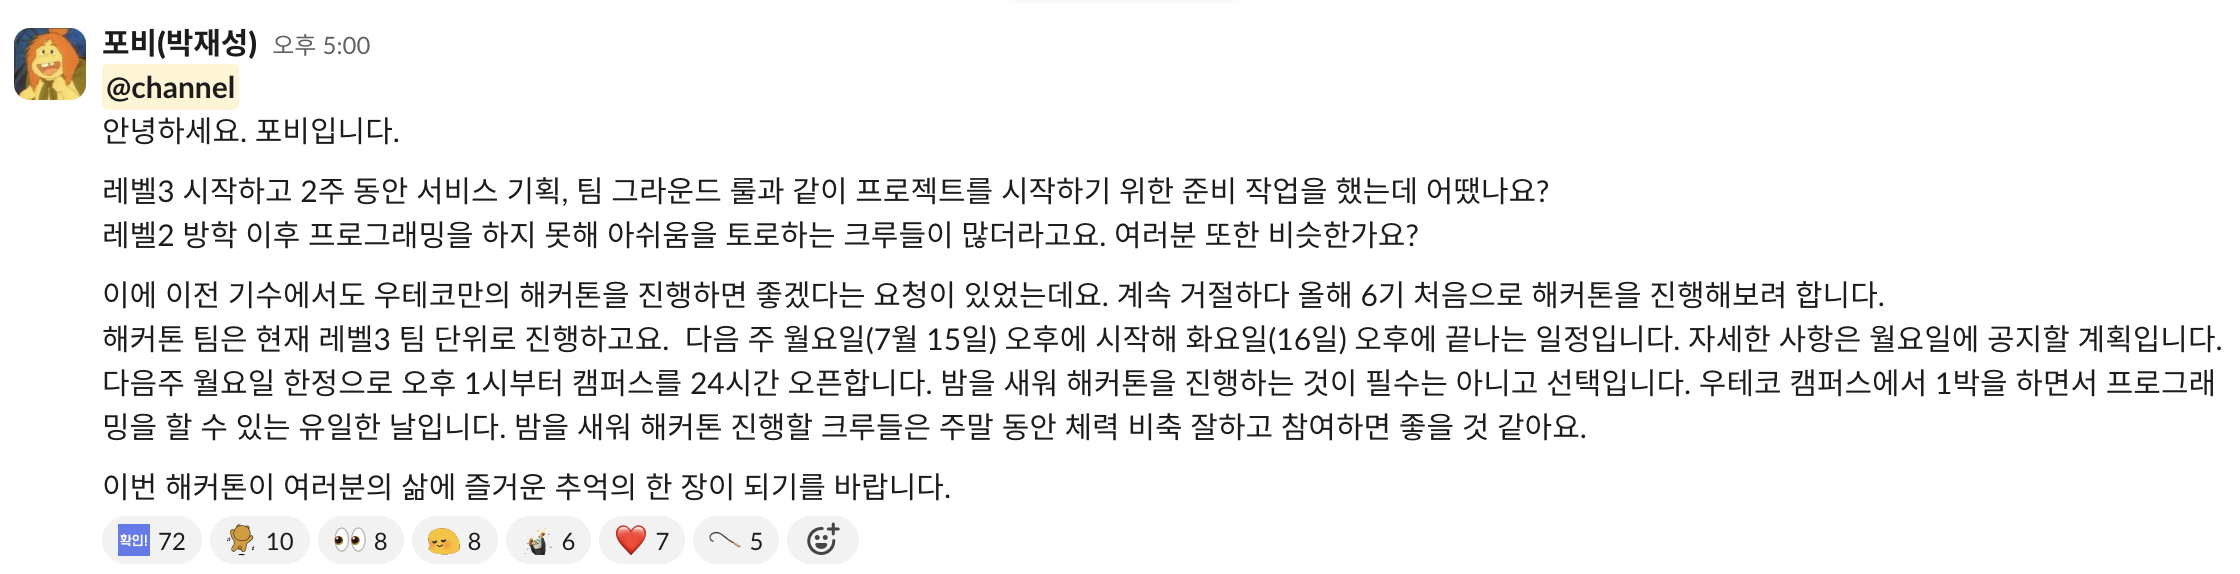 포비(박재성) 오후 5:00
@channel
안녕하세요. 포비입니다.
레벨3 시작하고 2주 동안 서비스 기획, 팀 그라운드 룰과 같이 프로젝트를 시작하기 위한 준비 작업을 했는데 어땠나요?
레벨2 방학 이후 프로그래밍을 하지 못해 아쉬움을 토로하는 크루들이 많더라고요. 여러분 또한 비슷한가요?
이에 이전 기수에서도 우테코만의 해커톤을 진행하면 좋겠다는 요청이 있었는데요. 계속 거절하다 올해 6기 처음으로 해커톤을 진행해보려 합니다.
해커톤 팀은 현재 레벨3 팀 단위로 진행하고요. 다음 주 월요일(7월 15일) 오후에 시작해 화요일(16일) 오후에 끝나는 일정입니다. 자세한 사항은 월요일에 공지할 계획입니다.
다음주 월요일 한정으로 오후 1시부터 캠퍼스를 24시간 오픈합니다. 밤을 새워 해커톤을 진행하는 것이 필수는 아니고 선택입니다. 우테코 캠퍼스에서 1박을 하면서 프로그래
밍을 할 수 있는 유일한 날입니다. 밤을 새워 해커톤 진행할 크루들은 주말 동안 체력 비축 잘하고 참여하면 좋을 것 같아요.
이번 해커톤이 여러분의 삶에 즐거운 추억의 한 장이 되기를 바랍니다.
확인! 72 10 8 8 6 7 5